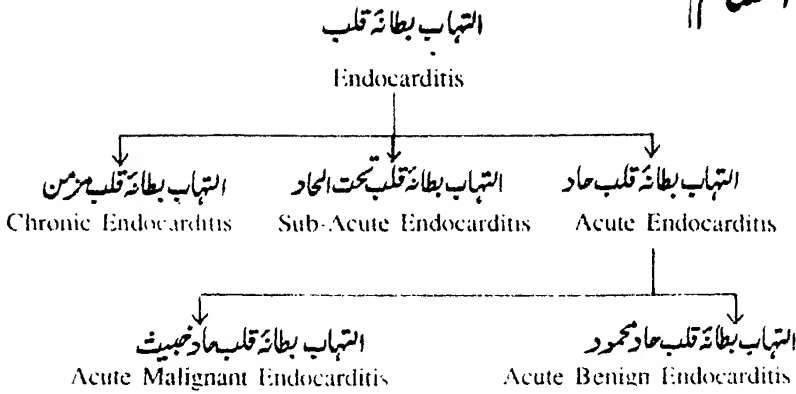 التہاب بطانۂ قلب
Endocarditis
التہاب بطانۂ قلب حاد
التہاب بطانۂ قلب تحت الحاد
التہاب بطانۂ قلب مزمن
Acute Endocarditis
Sub-Acute Endocarditis
Chronic Endocarditis
التہاب بطانۂ قلب حاد محمود
التہاب بطانۂ قلب حاد خبیث
Acute Benign Endocarditis
Acute Malignant Endocarditis